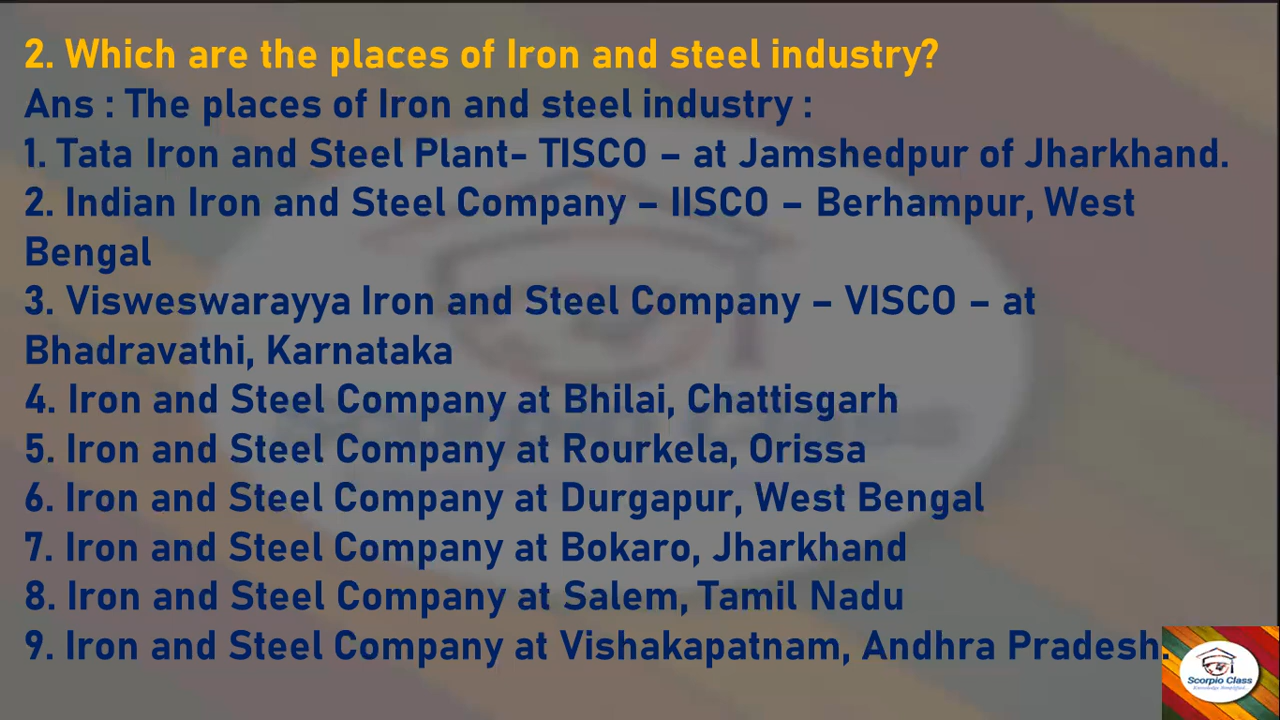 2. Which are the places of Iron and steel industry?
Ans : The places of Iron and steel industry :
1. Tata Iron and Steel Plant- TISCO – at Jamshedpur of Jharkhand.
2. Indian Iron and Steel Company – IISCO – Berhampur, West
Bengal
3. Visweswarayya Iron and Steel Company – VISCO – at
Bhadravathi, Karnataka
4. Iron and Steel Company at Bhilai, Chattisgarh
5. Iron and Steel Company at Rourkela, Orissa
6. Iron and Steel Company at Durgapur, West Bengal
7. Iron and Steel Company at Bokaro, Jharkhand
8. Iron and Steel Company at Salem, Tamil Nadu
9. Iron and Steel Company at Vishakapatnam, Andhra Pradesh.
Scorpio Class
Knowledge Simplified...